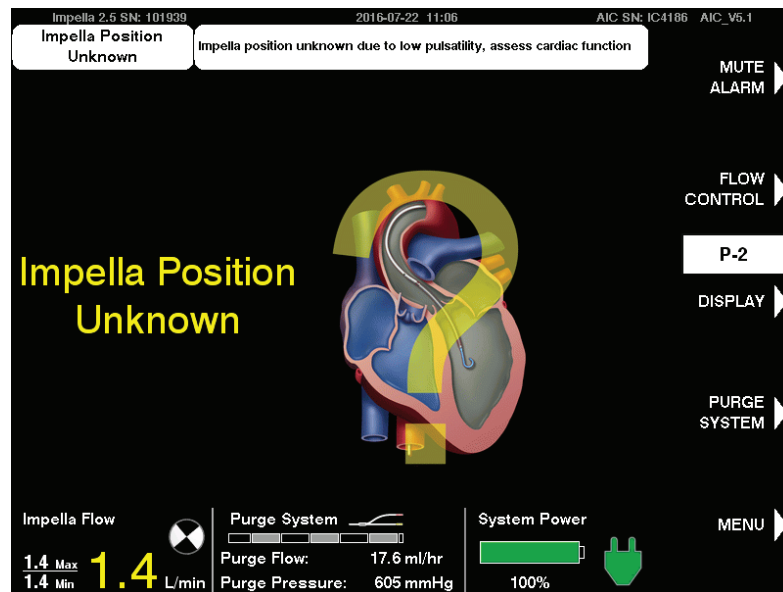 Impella 2.5 SN: 101939 2016-07-22 11:06 AIC SN: IC4186 AIC_V5.1
Impella Position
Unknown
Impella position unknown due to low pulsatility, assess cardiac function
MUTE
ALARM
FLOW
CONTROL
P-2
Impella Position
Unknown
?
DISPLAY
PURGE
SYSTEM
MENU
Impella Flow
1.4 Max
1.4 Min
1.4 L/min
Purge System
Purge Flow: 17.6 ml/hr
Purge Pressure: 605 mmHg
System Power
100%